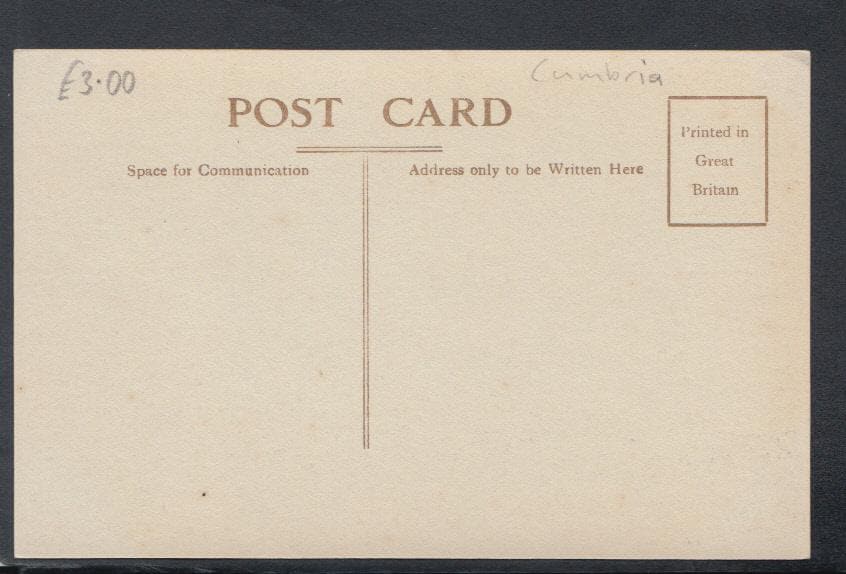 £3.00
Cumbria
POST CARD
Space for Communication
Address only to be Written Here
Printed in
Great
Britain